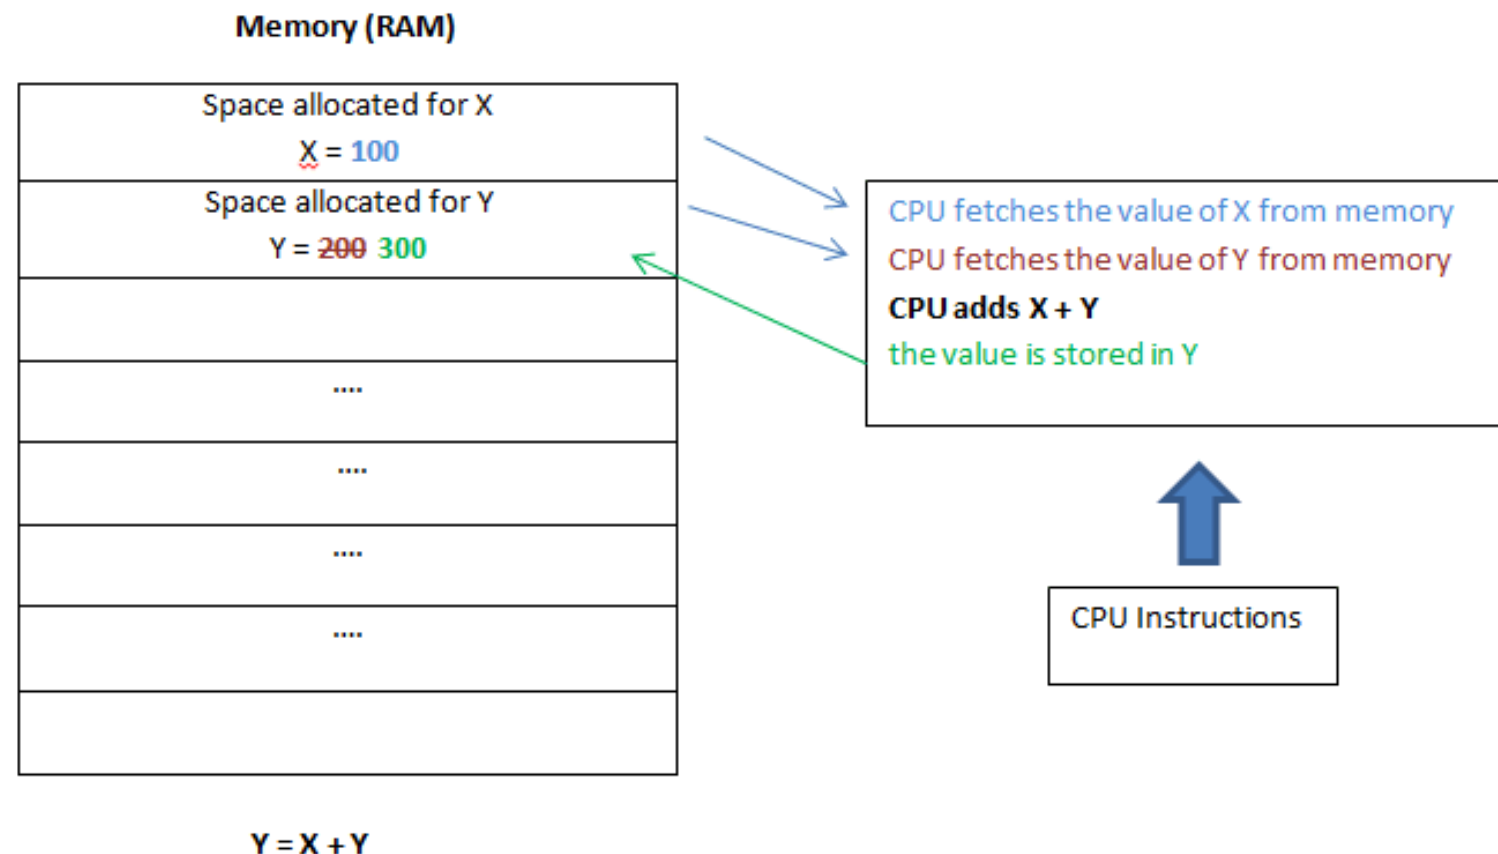 Memory (RAM)
Space allocated for X
X = 100
Space allocated for Y
Y = 200 300
....
....
....
....
Y = X + Y
CPU fetches the value of X from memory
CPU fetches the value of Y from memory
CPU adds X + Y
the value is stored in Y
CPU Instructions